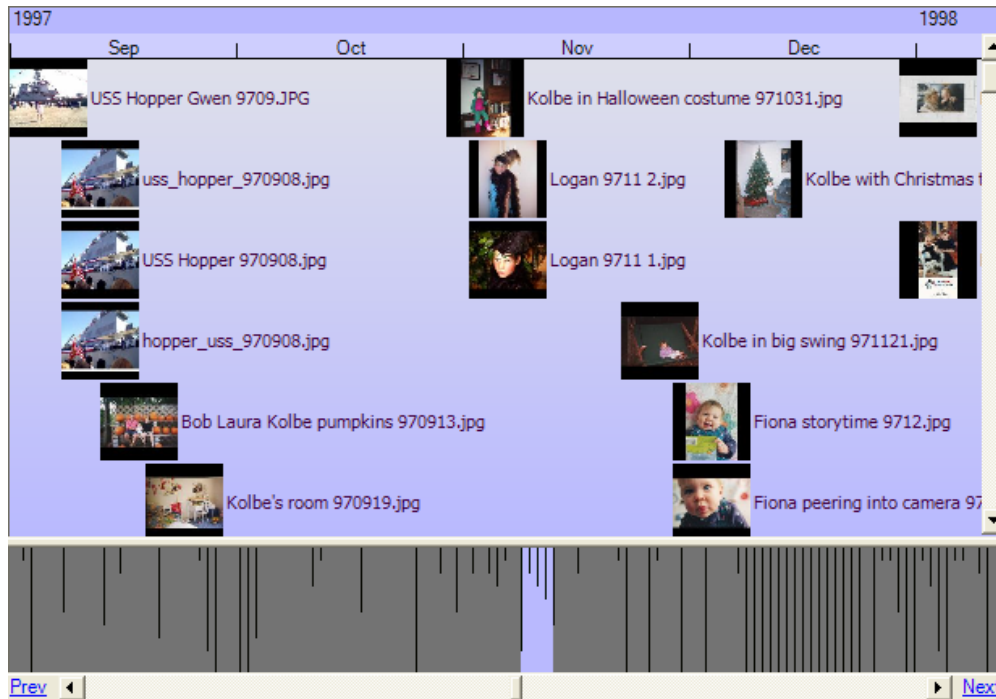 1997 1998
Sep Oct Nov Dec
USS Hopper Gwen 9709.JPG
Kolbe in Halloween costume 971031.jpg
uss_hopper_970908.jpg
Logan 9711 2.jpg
Kolbe with Christmas t
USS Hopper 970908.jpg
Logan 9711 1.jpg
hopper_uss_970908.jpg
Kolbe in big swing 971121.jpg
Bob Laura Kolbe pumpkins 970913.jpg
Fiona storytime 9712.jpg
Kolbe's room 970919.jpg
Fiona peering into camera 97
Prev Next